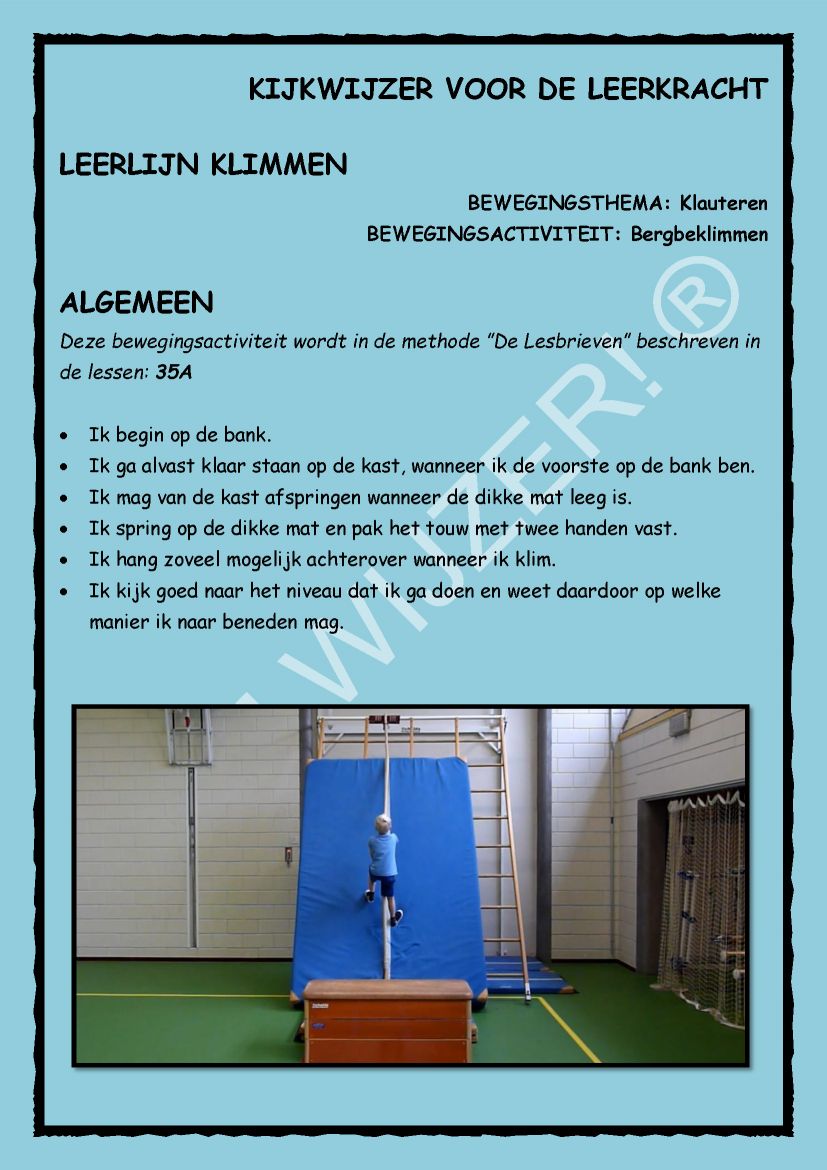 KIJKWIJZER VOOR DE LEERKRACHT
LEERLIJN KLIMMEN
BEWEGINGSTHEMA: Klauteren
BEWEGINGSACTIVITEIT: Bergbeklimmen
ALGEMEEN
Deze bewegingsactiviteit wordt in de methode "De Lesbrieven" beschreven in
de lessen: 35A
• Ik begin op de bank.
• Ik ga alvast klaar staan op de kast, wanneer ik de voorste op de bank ben.
• Ik mag van de kast afspringen wanneer de dikke mat leeg is.
• Ik spring op de dikke mat en pak het touw met twee handen vast.
• Ik hang zoveel mogelijk achterover wanneer ik klim.
• Ik kijk goed naar het niveau dat ik ga doen en weet daardoor op welke
manier ik naar beneden mag.
WIJZER! ®